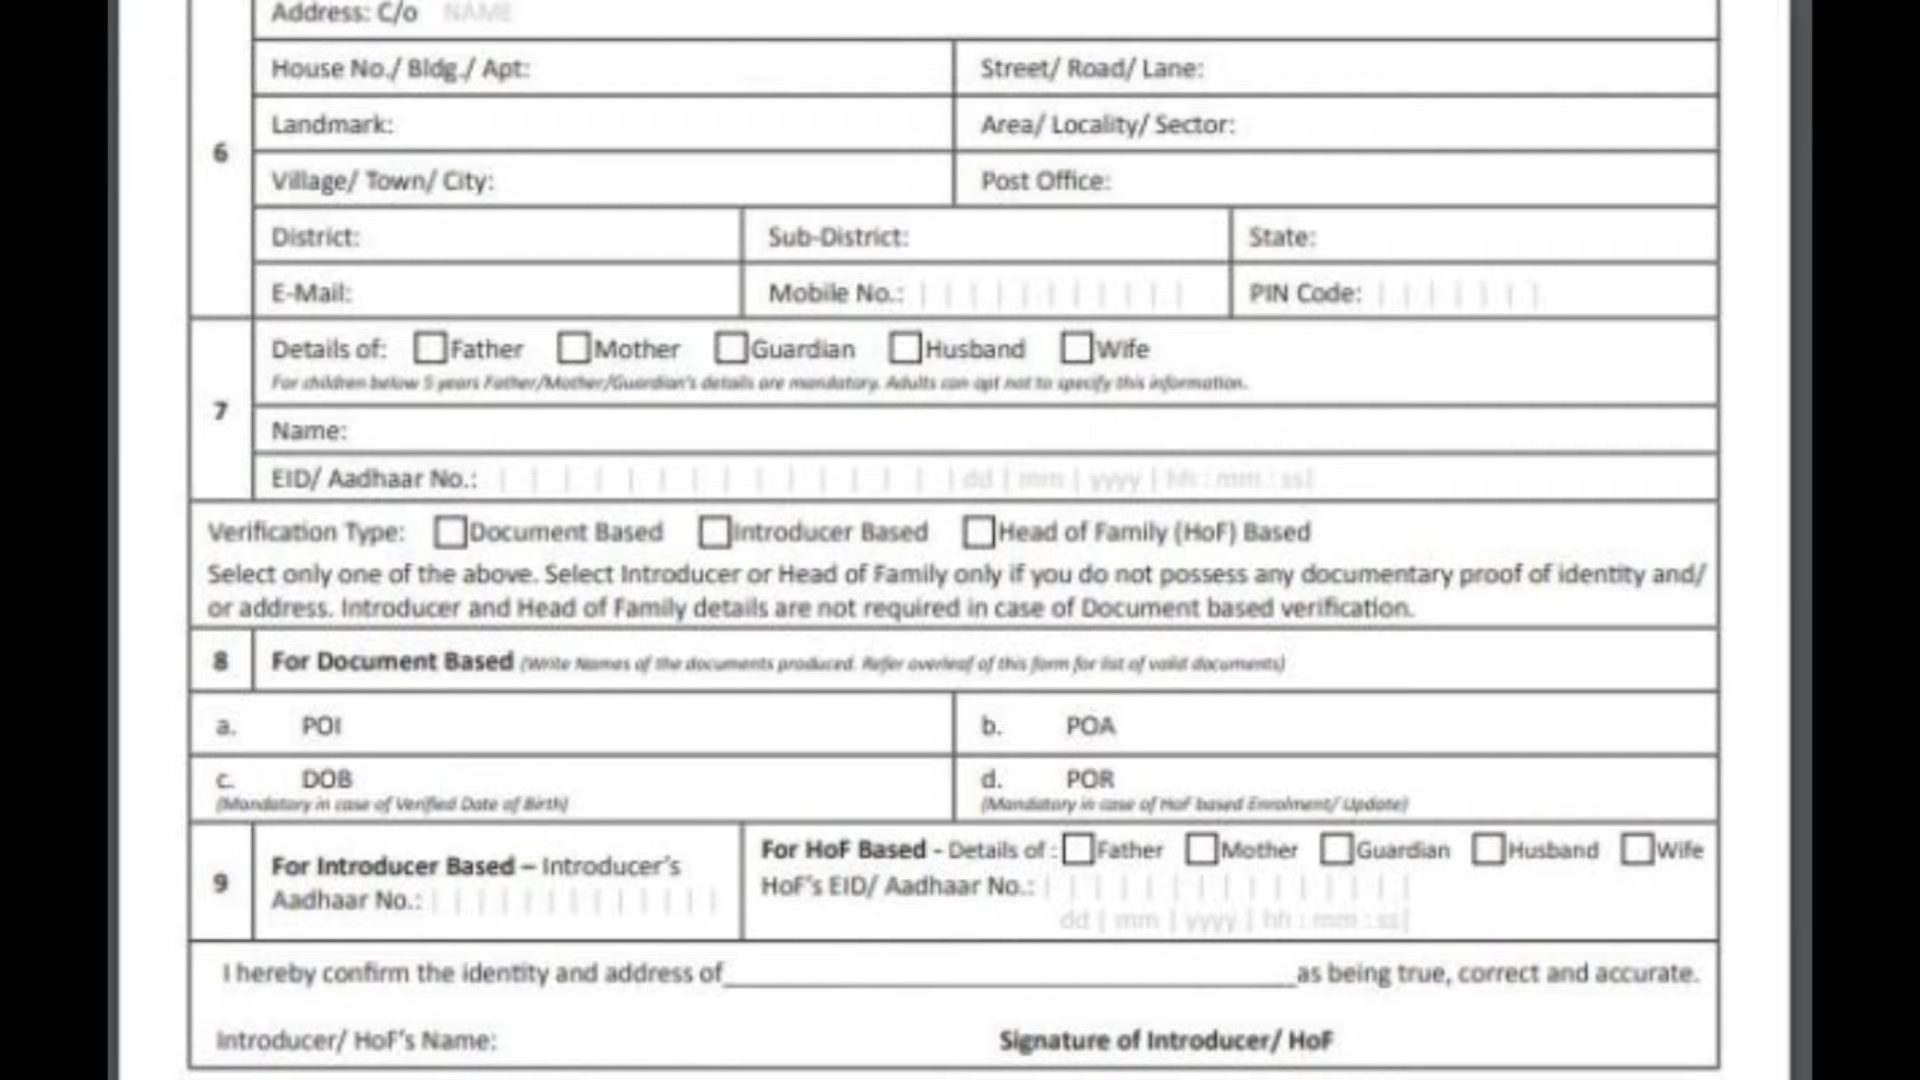 Address: C/o NAME
House No./ Bldg./ Apt: Street/ Road/ Lane:
Landmark: Area/ Locality/ Sector:
6
Village/ Town/ City: Post Office:
District: Sub-District: State:
E-Mail: Mobile No.: PIN Code:
Details of: Father Mother Guardian Husband Wife
For children below 5 years Father/Mother/Guardian's details are mandatory. Adults can opt not to specify this information.
7
Name:
EID/ Aadhaar No.: dd | mm | yyyy | hh : mm : ss|
Verification Type: Document Based Introducer Based Head of Family (HoF) Based
Select only one of the above. Select Introducer or Head of Family only if you do not possess any documentary proof of identity and/
or address. Introducer and Head of Family details are not required in case of Document based verification.
8 For Document Based (Write Names of the documents produced. Refer overleaf of this form for list of valid documents)
a. POI b. POA
c. DOB d. POR
(Mandatory in case of Verified Date of Birth) (Mandatory in case of HoF based Enrolment/ Update)
For HoF Based - Details of : Father Mother Guardian Husband Wife
For Introducer Based – Introducer's
9
HoF's EID/ Aadhaar No.:
Aadhaar No.:
dd | mm | yyyy | hh : mm : ss|
I hereby confirm the identity and address of as being true, correct and accurate.
Introducer/ HoF's Name: Signature of Introducer/ HoF